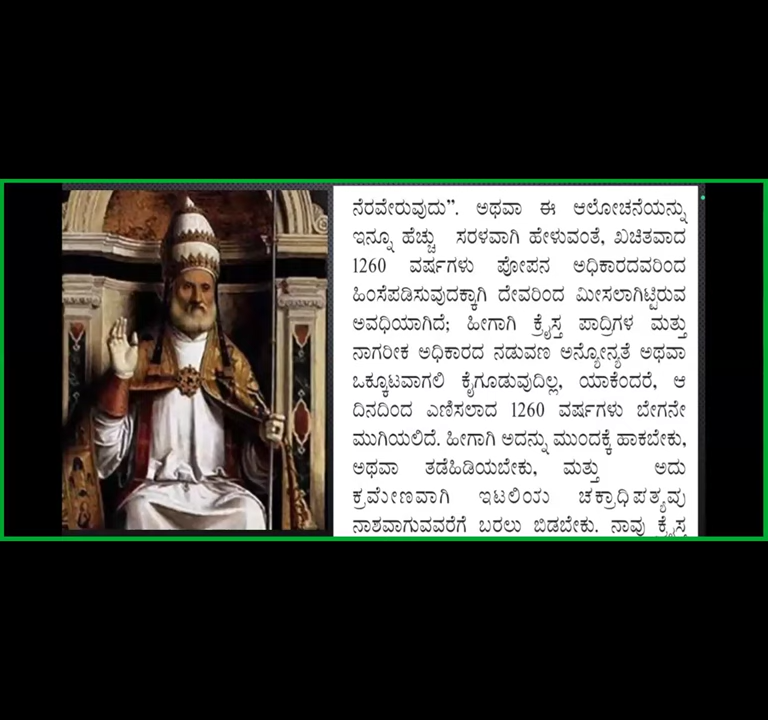 ನೆರವೇರುವುದು”. ಅಥವಾ ಈ ಆಲೋಚನೆಯನ್ನು
ಇನ್ನೂ ಹೆಚ್ಚು ಸರಳವಾಗಿ ಹೇಳುವಂತೆ, ಖಚಿತವಾದ
1260 ವರ್ಷಗಳು ಪೋಪನ ಅಧಿಕಾರದವರಿಂದ
ಹಿಂಸೆಪಡಿಸುವುದಕ್ಕಾಗಿ ದೇವರಿಂದ ಮೀಸಲಾಗಿಟ್ಟಿರುವ
ಅವಧಿಯಾಗಿದೆ; ಹೀಗಾಗಿ ಕ್ರೈಸ್ತ ಪಾದ್ರಿಗಳ ಮತ್ತು
ನಾಗರೀಕ ಅಧಿಕಾರದ ನಡುವಣ ಅನ್ಯೋನ್ಯತೆ ಅಥವಾ
ಒಕ್ಕೂಟವಾಗಲಿ ಕೈಗೂಡುವುದಿಲ್ಲ, ಯಾಕೆಂದರೆ, ಆ
ದಿನದಿಂದ ಎಣಿಸಲಾದ 1260 ವರ್ಷಗಳು ಬೇಗನೇ
ಮುಗಿಯಲಿದೆ. ಹೀಗಾಗಿ ಅದನ್ನು ಮುಂದಕ್ಕೆ ಹಾಕಬೇಕು,
ಅಥವಾ ತಡೆಹಿಡಿಯಬೇಕು, ಮತ್ತು ಅದು
ಕ್ರಮೇಣವಾಗಿ ಇಟಲಿಯ ಚಕ್ರಾಧಿಪತ್ಯವು
ನಾಶವಾಗುವವರೆಗೆ ಬರಲು ಬಿಡಬೇಕು. ನಾವು ಕ್ರೈಸ್ತ